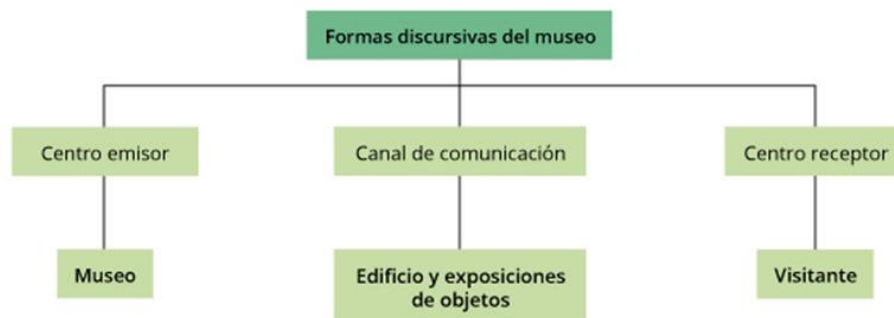 Formas discursivas del museo
Centro emisor
Canal de comunicación
Centro receptor
Museo
Edificio y exposiciones
de objetos
Visitante